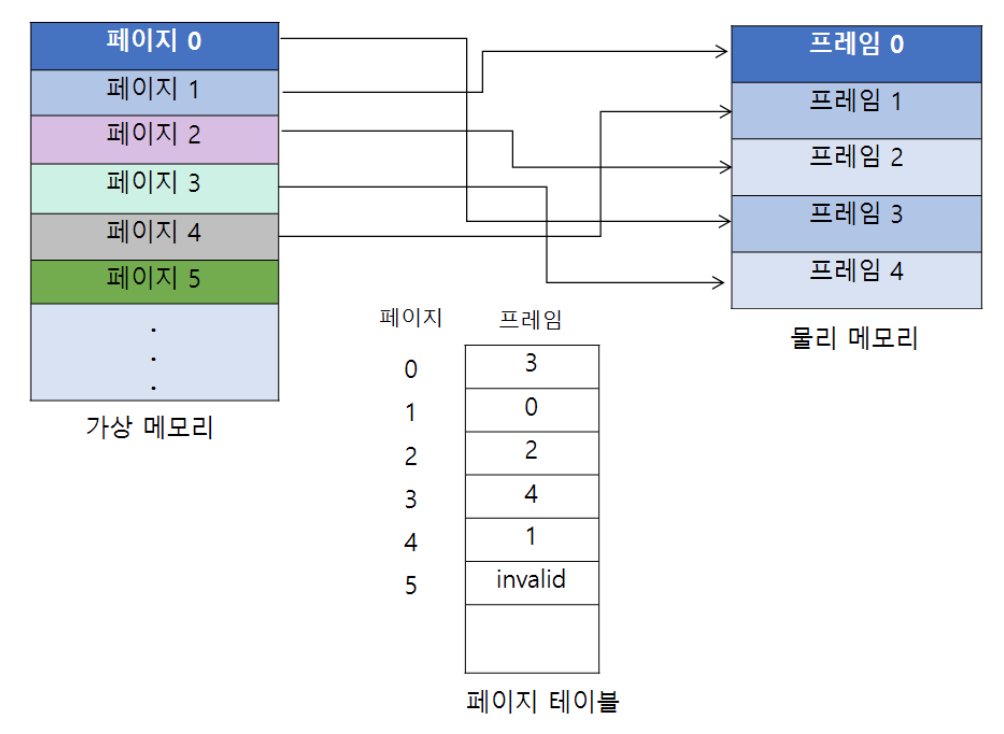 페이지 0
페이지 1
페이지 2
페이지 3
페이지 4
페이지 5
.
.
.
가상 메모리
프레임 0
프레임 1
프레임 2
프레임 3
프레임 4
물리 메모리
페이지 프레임
0 3
1 0
2 2
3 4
4 1
5 invalid
페이지 테이블